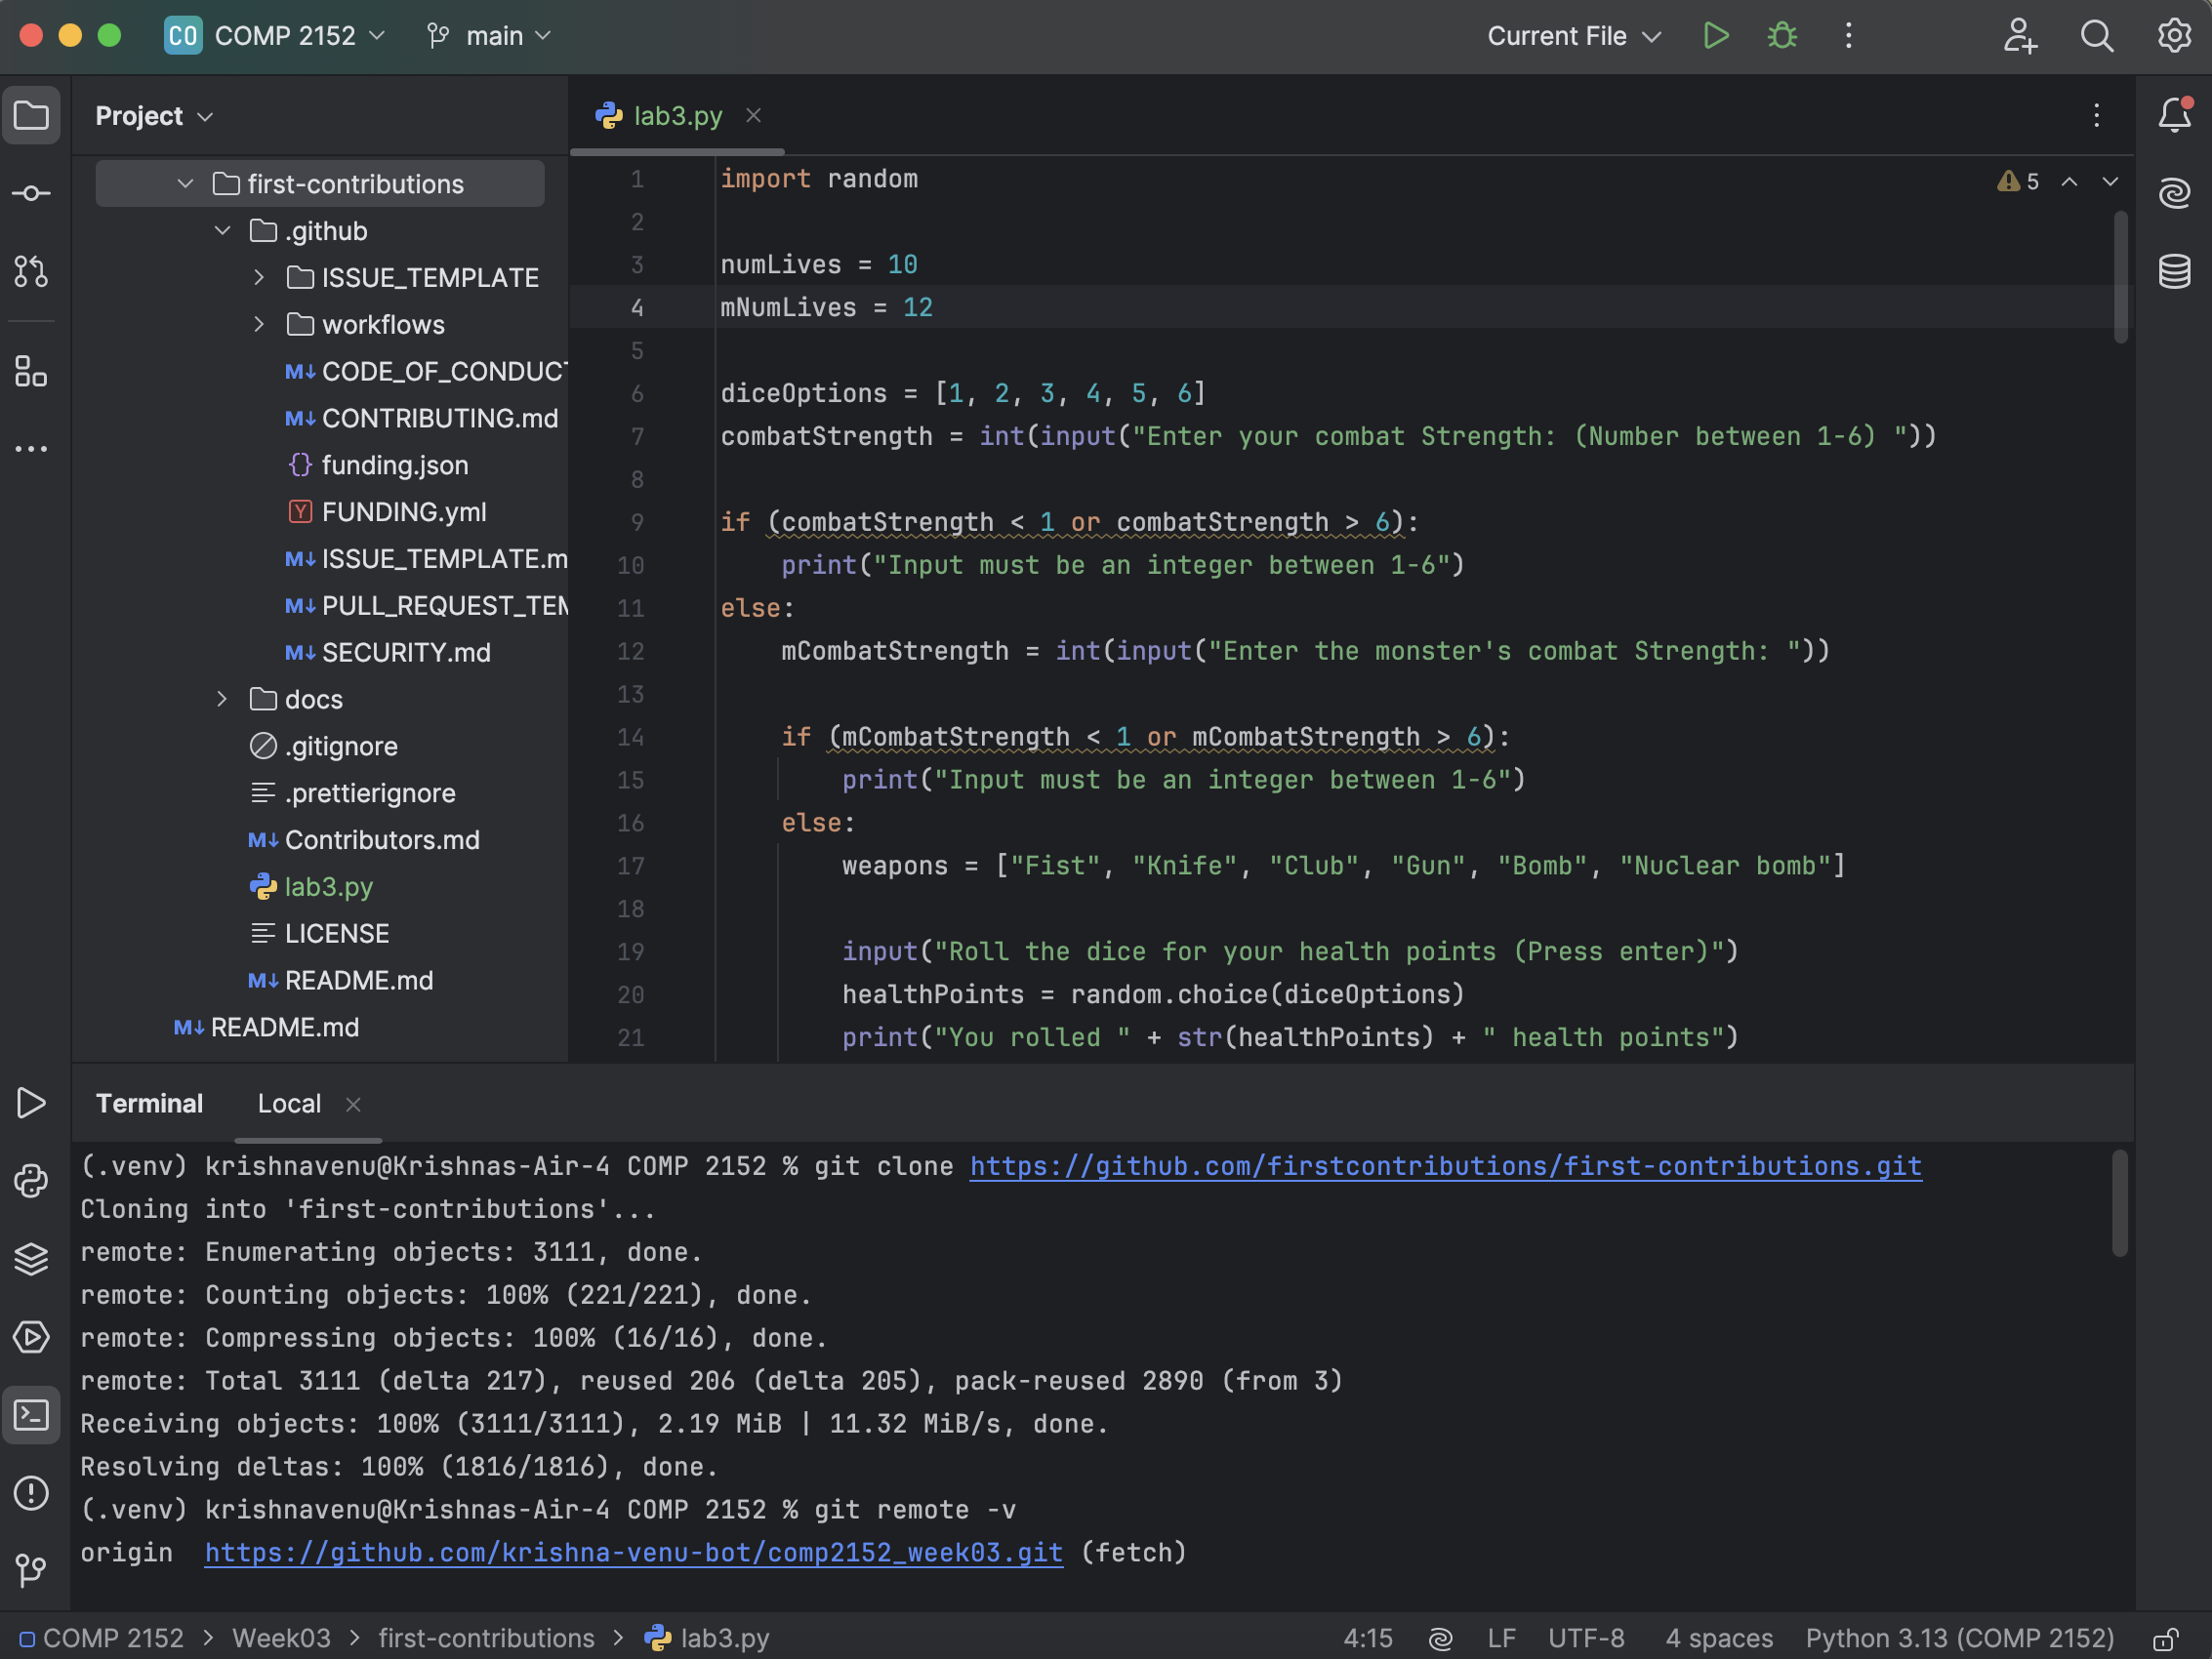 CO COMP 2152 main Current File
Project
first-contributions
.github
ISSUE_TEMPLATE
workflows
M↓ CODE_OF_CONDUCT
M↓ CONTRIBUTING.md
{} funding.json
Y FUNDING.yml
M↓ ISSUE_TEMPLATE.m
M↓ PULL_REQUEST_TEM
M↓ SECURITY.md
docs
.gitignore
.prettierignore
M↓ Contributors.md
lab3.py
LICENSE
M↓ README.md
M↓ README.md
lab3.py
5
1 import random
2
3 numLives = 10
4 mNumLives = 12
5
6 diceOptions = [1, 2, 3, 4, 5, 6]
7 combatStrength = int(input("Enter your combat Strength: (Number between 1-6) "))
8
9 if (combatStrength < 1 or combatStrength > 6):
10     print("Input must be an integer between 1-6")
11 else:
12     mCombatStrength = int(input("Enter the monster's combat Strength: "))
13
14     if (mCombatStrength < 1 or mCombatStrength > 6):
15         print("Input must be an integer between 1-6")
16     else:
17         weapons = ["Fist", "Knife", "Club", "Gun", "Bomb", "Nuclear bomb"]
18
19         input("Roll the dice for your health points (Press enter)")
20         healthPoints = random.choice(diceOptions)
21         print("You rolled " + str(healthPoints) + " health points")
Terminal Local
(.venv) krishnavenu@Krishnas-Air-4 COMP 2152 % git clone https://github.com/firstcontributions/first-contributions.git
Cloning into 'first-contributions'...
remote: Enumerating objects: 3111, done.
remote: Counting objects: 100% (221/221), done.
remote: Compressing objects: 100% (16/16), done.
remote: Total 3111 (delta 217), reused 206 (delta 205), pack-reused 2890 (from 3)
Receiving objects: 100% (3111/3111), 2.19 MiB | 11.32 MiB/s, done.
Resolving deltas: 100% (1816/1816), done.
(.venv) krishnavenu@Krishnas-Air-4 COMP 2152 % git remote -v
origin  https://github.com/krishna-venu-bot/comp2152_week03.git (fetch)
COMP 2152 > Week03 > first-contributions > lab3.py 4:15 LF UTF-8 4 spaces Python 3.13 (COMP 2152)